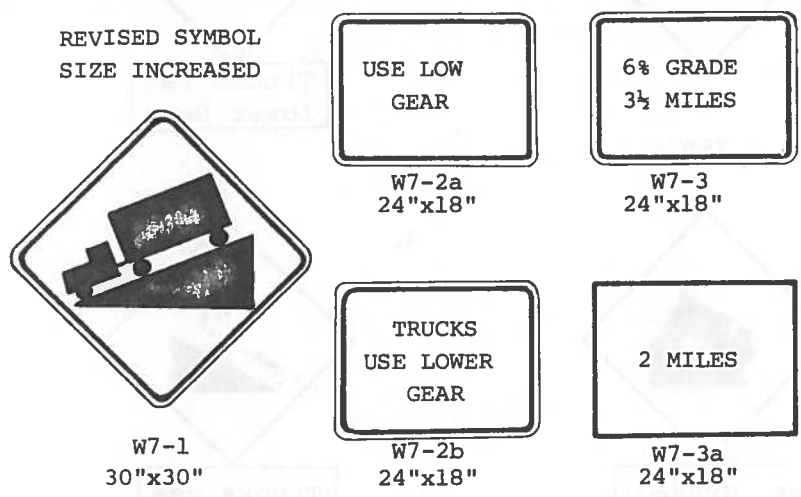 REVISED SYMBOL
SIZE INCREASED
W7-1
30"x30"
USE LOW
GEAR
W7-2a
24"x18"
6% GRADE
3½ MILES
W7-3
24"x18"
TRUCKS
USE LOWER
GEAR
W7-2b
24"x18"
2 MILES
W7-3a
24"x18"